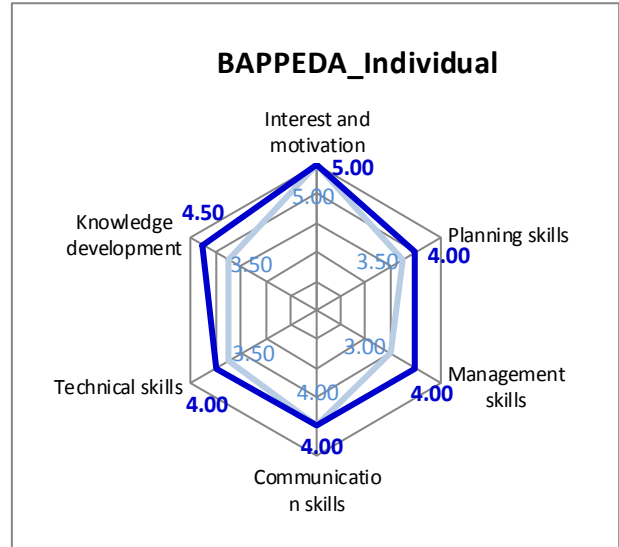 BAPPEDA_Individual
Interest and
motivation
5.00
5.00
4.50
Knowledge
development
3.50
3.50
Planning skills
4.00
3.50
3.00
Technical skills
4.00
Management
skills
4.00
4.00
4.00
Communicatio
n skills